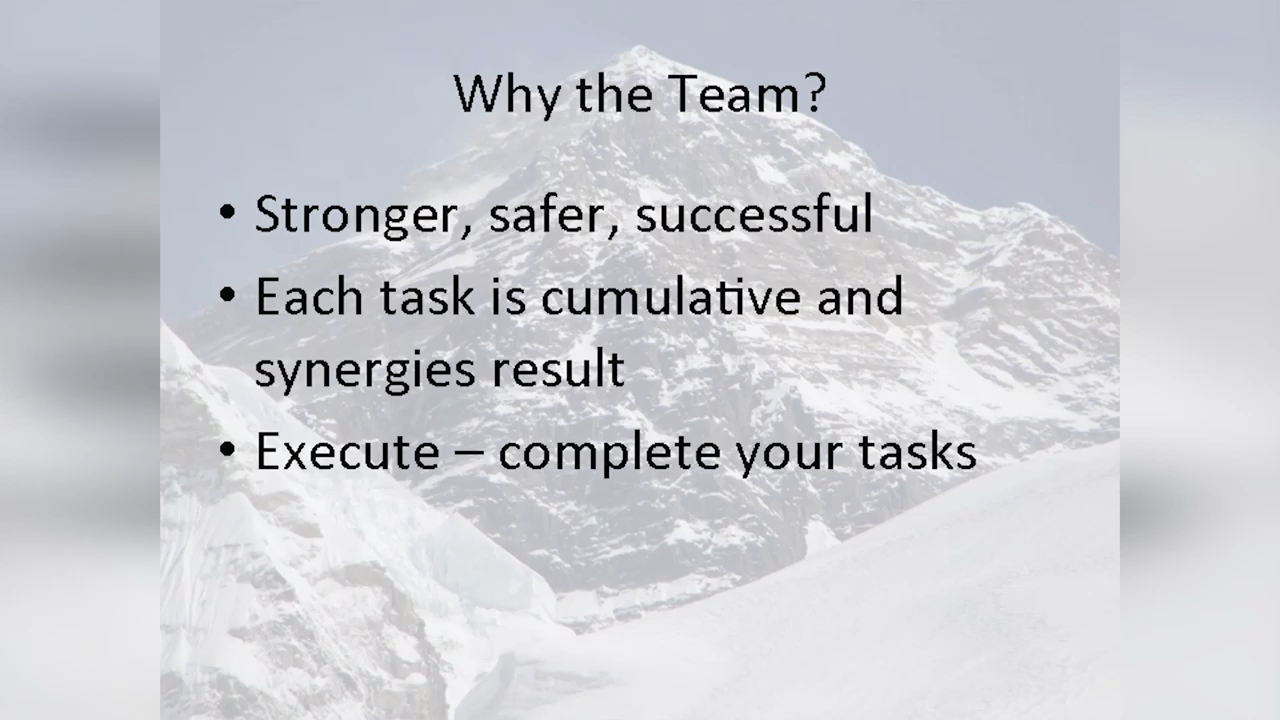 Why the Team?
• Stronger, safer, successful
• Each task is cumulative and
synergies result
• Execute – complete your tasks